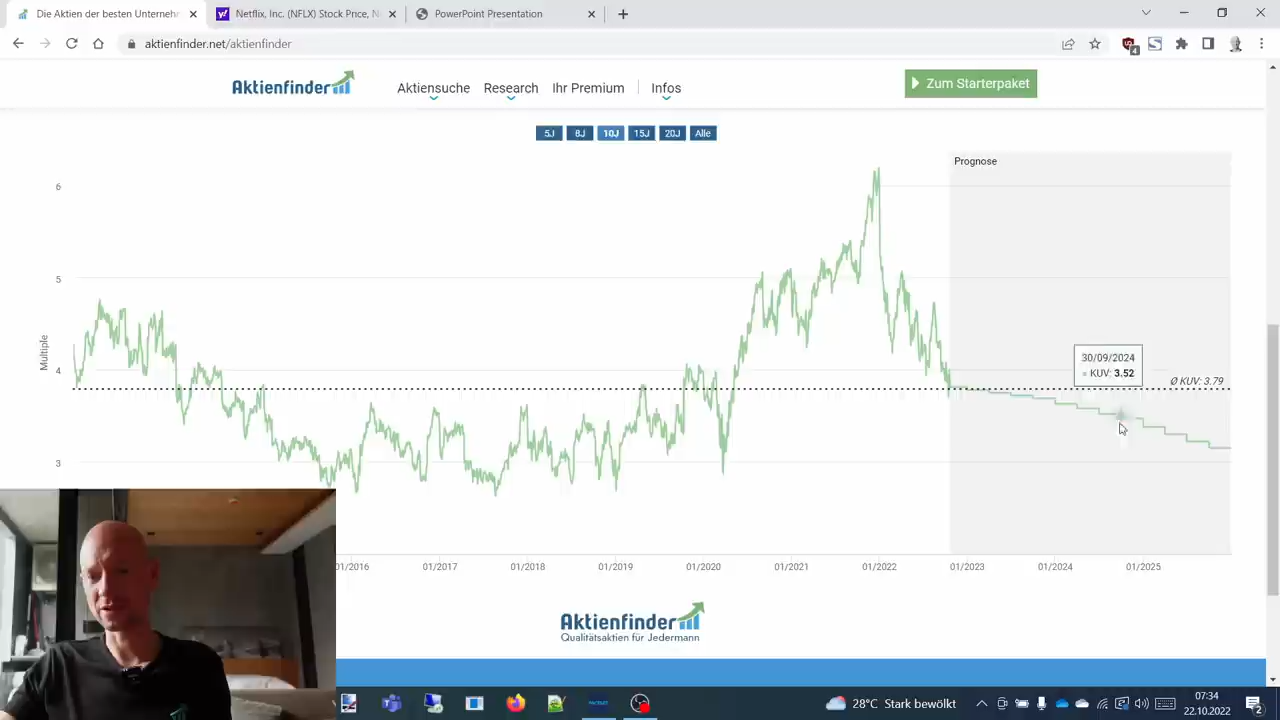 Die Aktien der besten Unterneh
Netflix, Inc. (NFLX) Stock Price, N
PowerPoint Presentation
aktienfinder.net/aktienfinder
4
Aktienfinder
Aktiensuche
Research
Ihr Premium
Infos
Zum Starterpaket
5J
8J
10J
15J
20J
Alle
Prognose
6
5
4
3
Multiple
30/09/2024
KUV: 3.52
Ø KUV: 3.79
01/2016
01/2017
01/2018
01/2019
01/2020
01/2021
01/2022
01/2023
01/2024
01/2025
Aktienfinder
Qualitätsaktien für Jedermann
28°C Stark bewölkt
07:34
22.10.2022
2